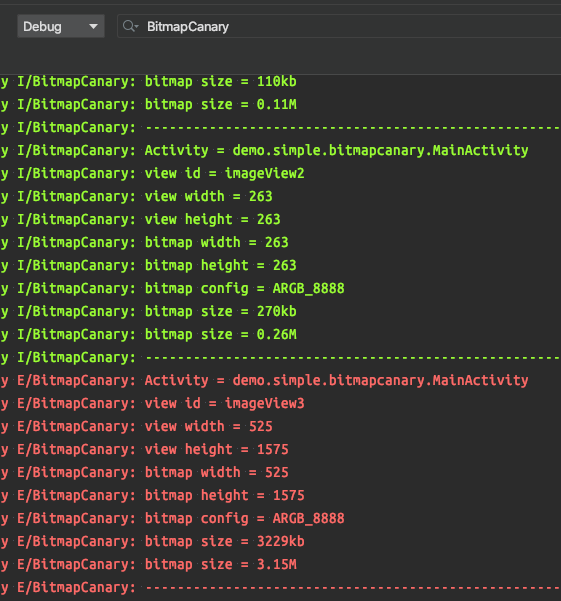 Debug
BitmapCanary
y I/BitmapCanary: bitmap size = 110kb
y I/BitmapCanary: bitmap size = 0.11M
y I/BitmapCanary: ----------------------------------------------------
y I/BitmapCanary: Activity = demo.simple.bitmapcanary.MainActivity
y I/BitmapCanary: view id = imageView2
y I/BitmapCanary: view width = 263
y I/BitmapCanary: view height = 263
y I/BitmapCanary: bitmap width = 263
y I/BitmapCanary: bitmap height = 263
y I/BitmapCanary: bitmap config = ARGB_8888
y I/BitmapCanary: bitmap size = 270kb
y I/BitmapCanary: bitmap size = 0.26M
y I/BitmapCanary: ----------------------------------------------------
y E/BitmapCanary: Activity = demo.simple.bitmapcanary.MainActivity
y E/BitmapCanary: view id = imageView3
y E/BitmapCanary: view width = 525
y E/BitmapCanary: view height = 1575
y E/BitmapCanary: bitmap width = 525
y E/BitmapCanary: bitmap height = 1575
y E/BitmapCanary: bitmap config = ARGB_8888
y E/BitmapCanary: bitmap size = 3229kb
y E/BitmapCanary: bitmap size = 3.15M
y E/BitmapCanary: ----------------------------------------------------